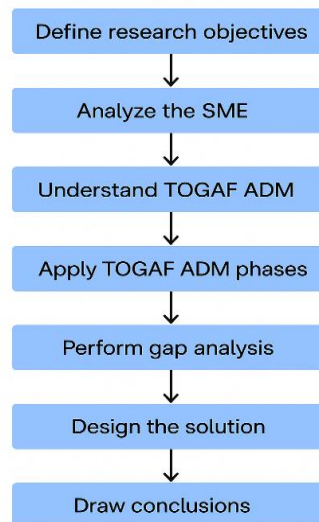 Define research objectives
Analyze the SME
Understand TOGAF ADM
Apply TOGAF ADM phases
Perform gap analysis
Design the solution
Draw conclusions